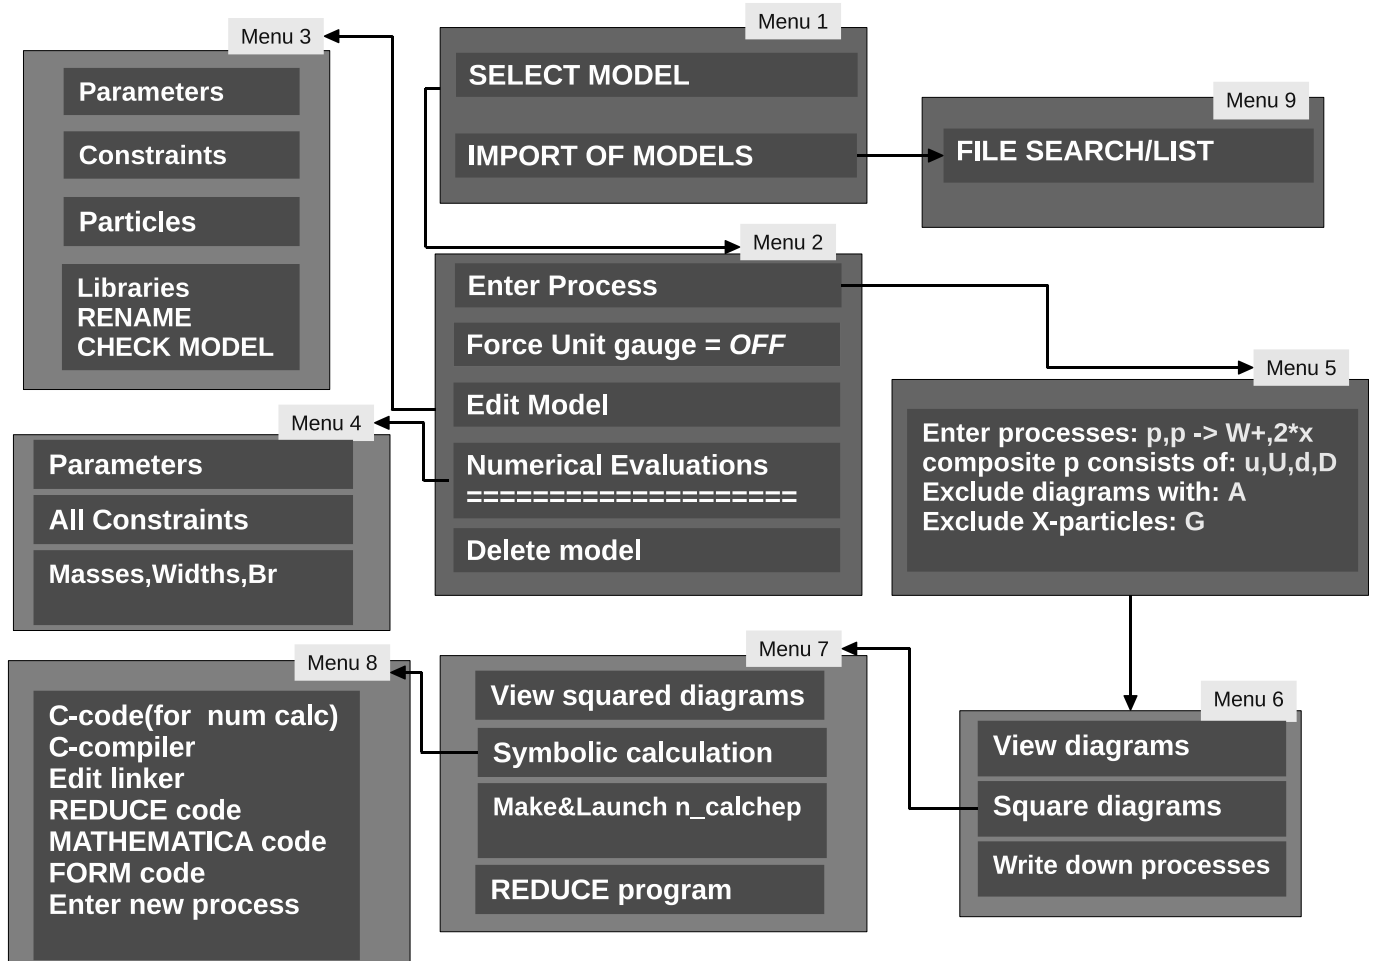 Menu 1
SELECT MODEL
IMPORT OF MODELS
Menu 9
FILE SEARCH/LIST
Menu 3
Parameters
Constraints
Particles
Libraries
RENAME
CHECK MODEL
Menu 2
Enter Process
Force Unit gauge = OFF
Edit Model
Numerical Evaluations
====================
Delete model
Menu 4
Parameters
All Constraints
Masses,Widths,Br
Menu 5
Enter processes: p,p -> W+,2*x
composite p consists of: u,U,d,D
Exclude diagrams with: A
Exclude X-particles: G
Menu 6
View diagrams
Square diagrams
Write down processes
Menu 7
View squared diagrams
Symbolic calculation
Make&Launch n_calchep
REDUCE program
Menu 8
C-code(for num calc)
C-compiler
Edit linker
REDUCE code
MATHEMATICA code
FORM code
Enter new process